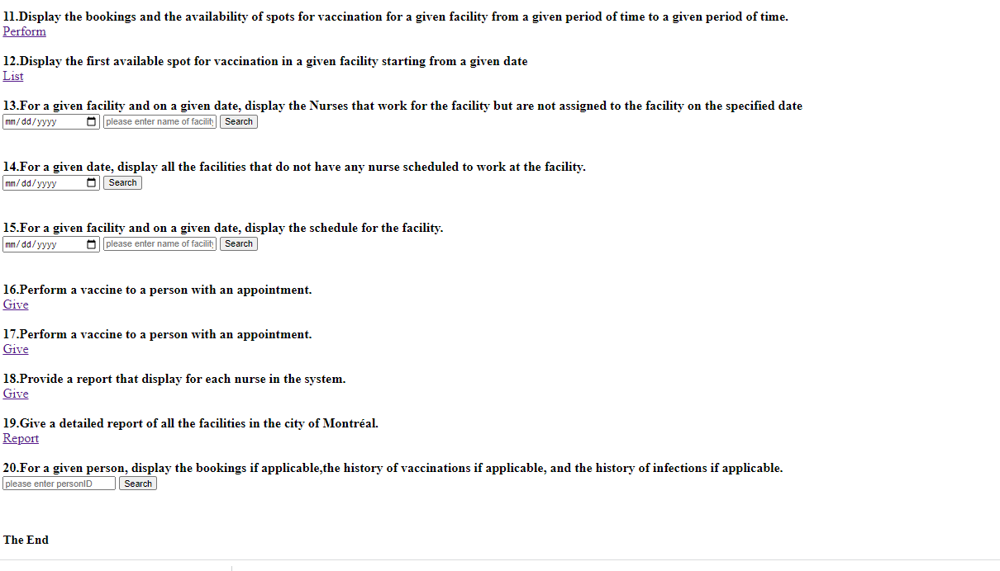 11.Display the bookings and the availability of spots for vaccination for a given facility from a given period of time to a given period of time.
Perform
12.Display the first available spot for vaccination in a given facility starting from a given date
List
13.For a given facility and on a given date, display the Nurses that work for the facility but are not assigned to the facility on the specified date
mm/dd/yyyy please enter name of facility Search
14.For a given date, display all the facilities that do not have any nurse scheduled to work at the facility.
mm/dd/yyyy Search
15.For a given facility and on a given date, display the schedule for the facility.
mm/dd/yyyy please enter name of facility Search
16.Perform a vaccine to a person with an appointment.
Give
17.Perform a vaccine to a person with an appointment.
Give
18.Provide a report that display for each nurse in the system.
Give
19.Give a detailed report of all the facilities in the city of Montréal.
Report
20.For a given person, display the bookings if applicable,the history of vaccinations if applicable, and the history of infections if applicable.
please enter personID Search
The End